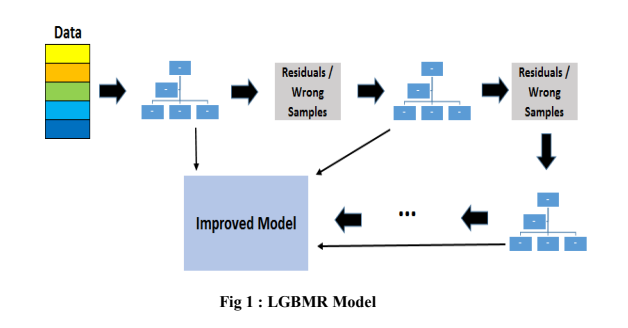 Data
Residuals /
Wrong
Samples
Residuals /
Wrong
Samples
Improved Model
...
Fig 1 : LGBMR Model